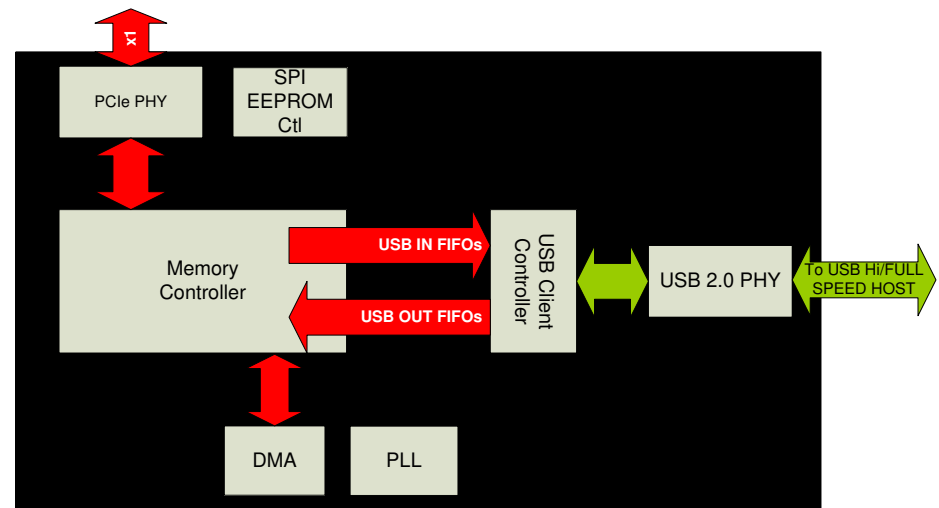 x1
PCIe PHY
SPI
EEPROM
Ctl
Memory
Controller
USB IN FIFOs
USB OUT FIFOs
USB Client
Controller
USB 2.0 PHY
To USB Hi/FULL
SPEED HOST
DMA
PLL